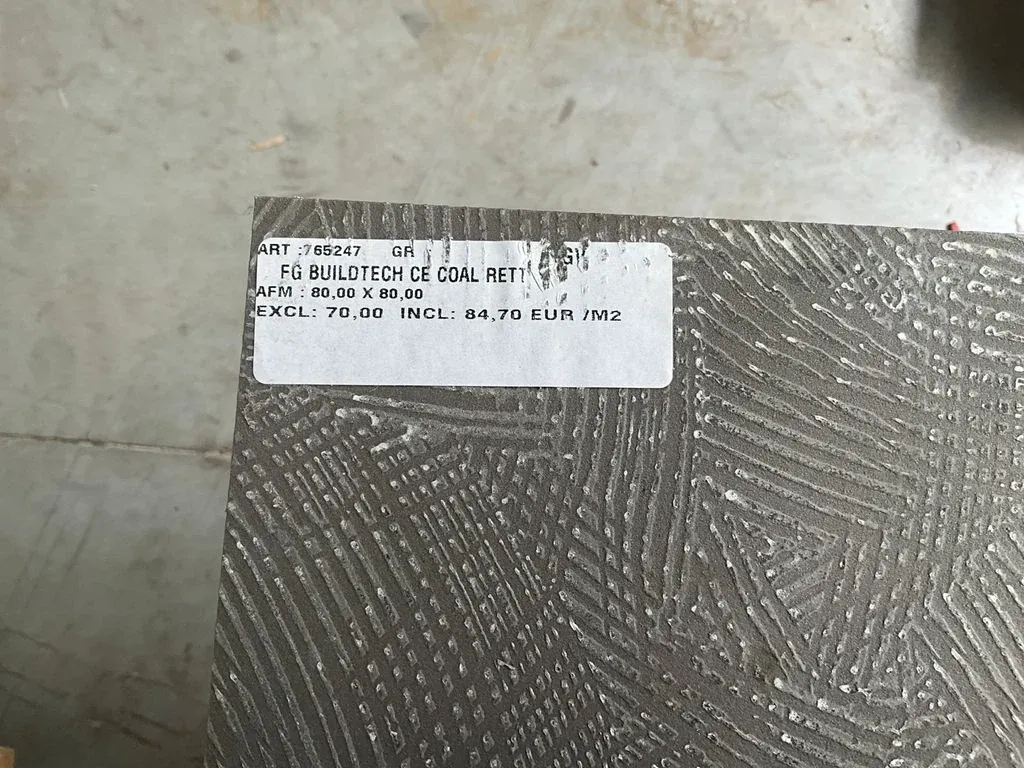 ART :765247 GR
FG BUILDTECH CE COAL RETT
AFM : 80,00 X 80,00
EXCL: 70,00 INCL: 84,70 EUR /M2